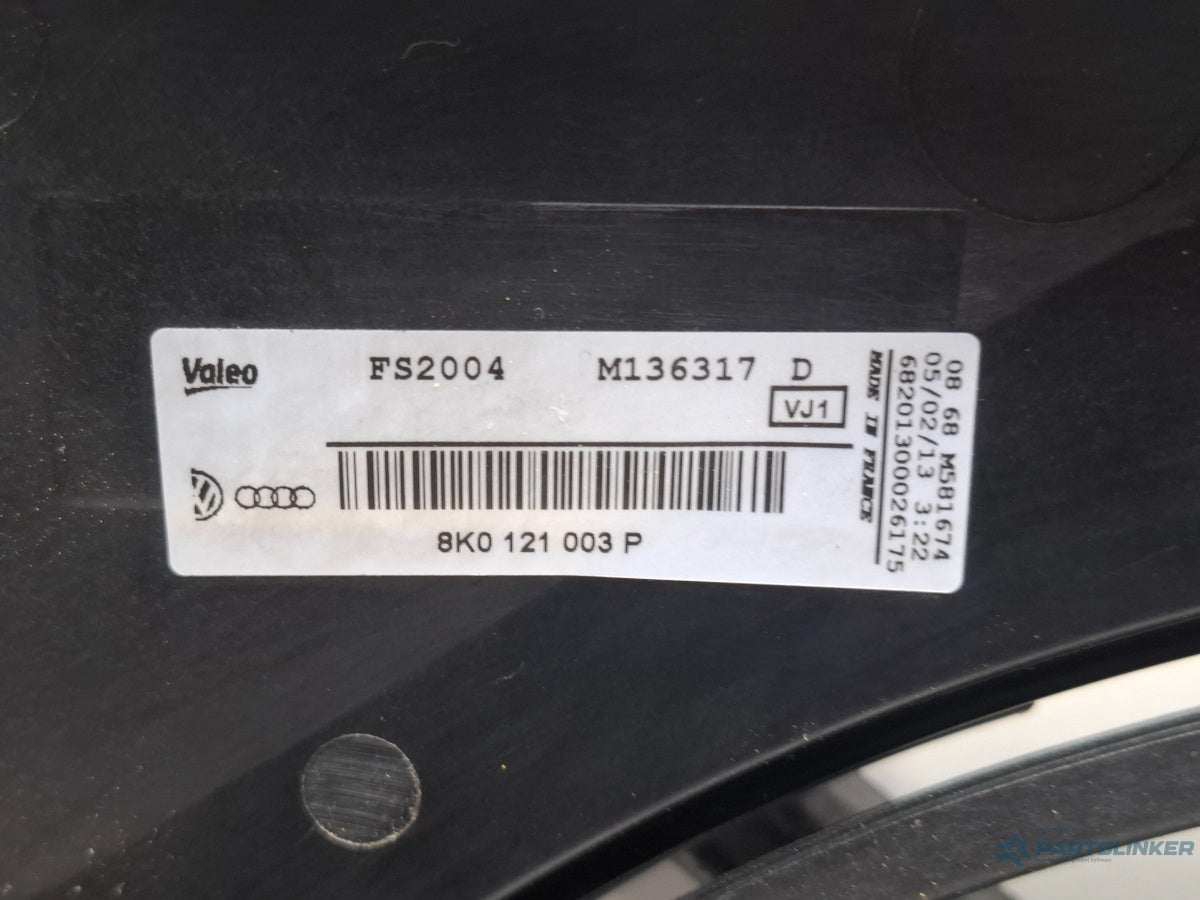 Valeo FS2004 M136317 D
VJ1
8K0 121 003 P
08 68 M581674
05/02/13 3:22
68201300026175
MADE IN FRANCE
PARTSLINKER